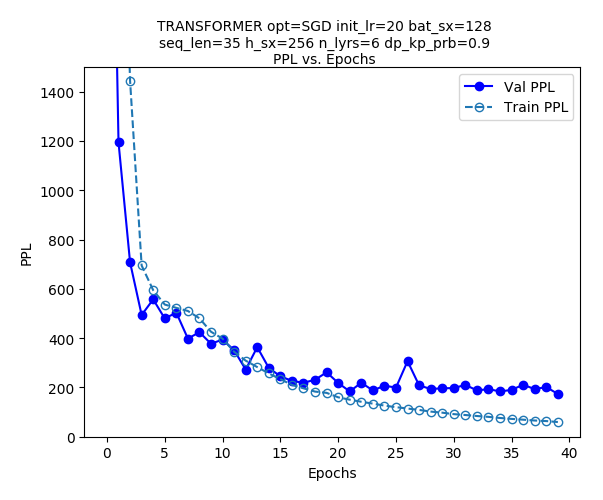 TRANSFORMER opt=SGD init_lr=20 bat_sx=128
seq_len=35 h_sx=256 n_lyrs=6 dp_kp_prb=0.9
PPL vs. Epochs
Val PPL
Train PPL
1400
1200
1000
800
600
400
200
0
PPL
0 5 10 15 20 25 30 35 40
Epochs